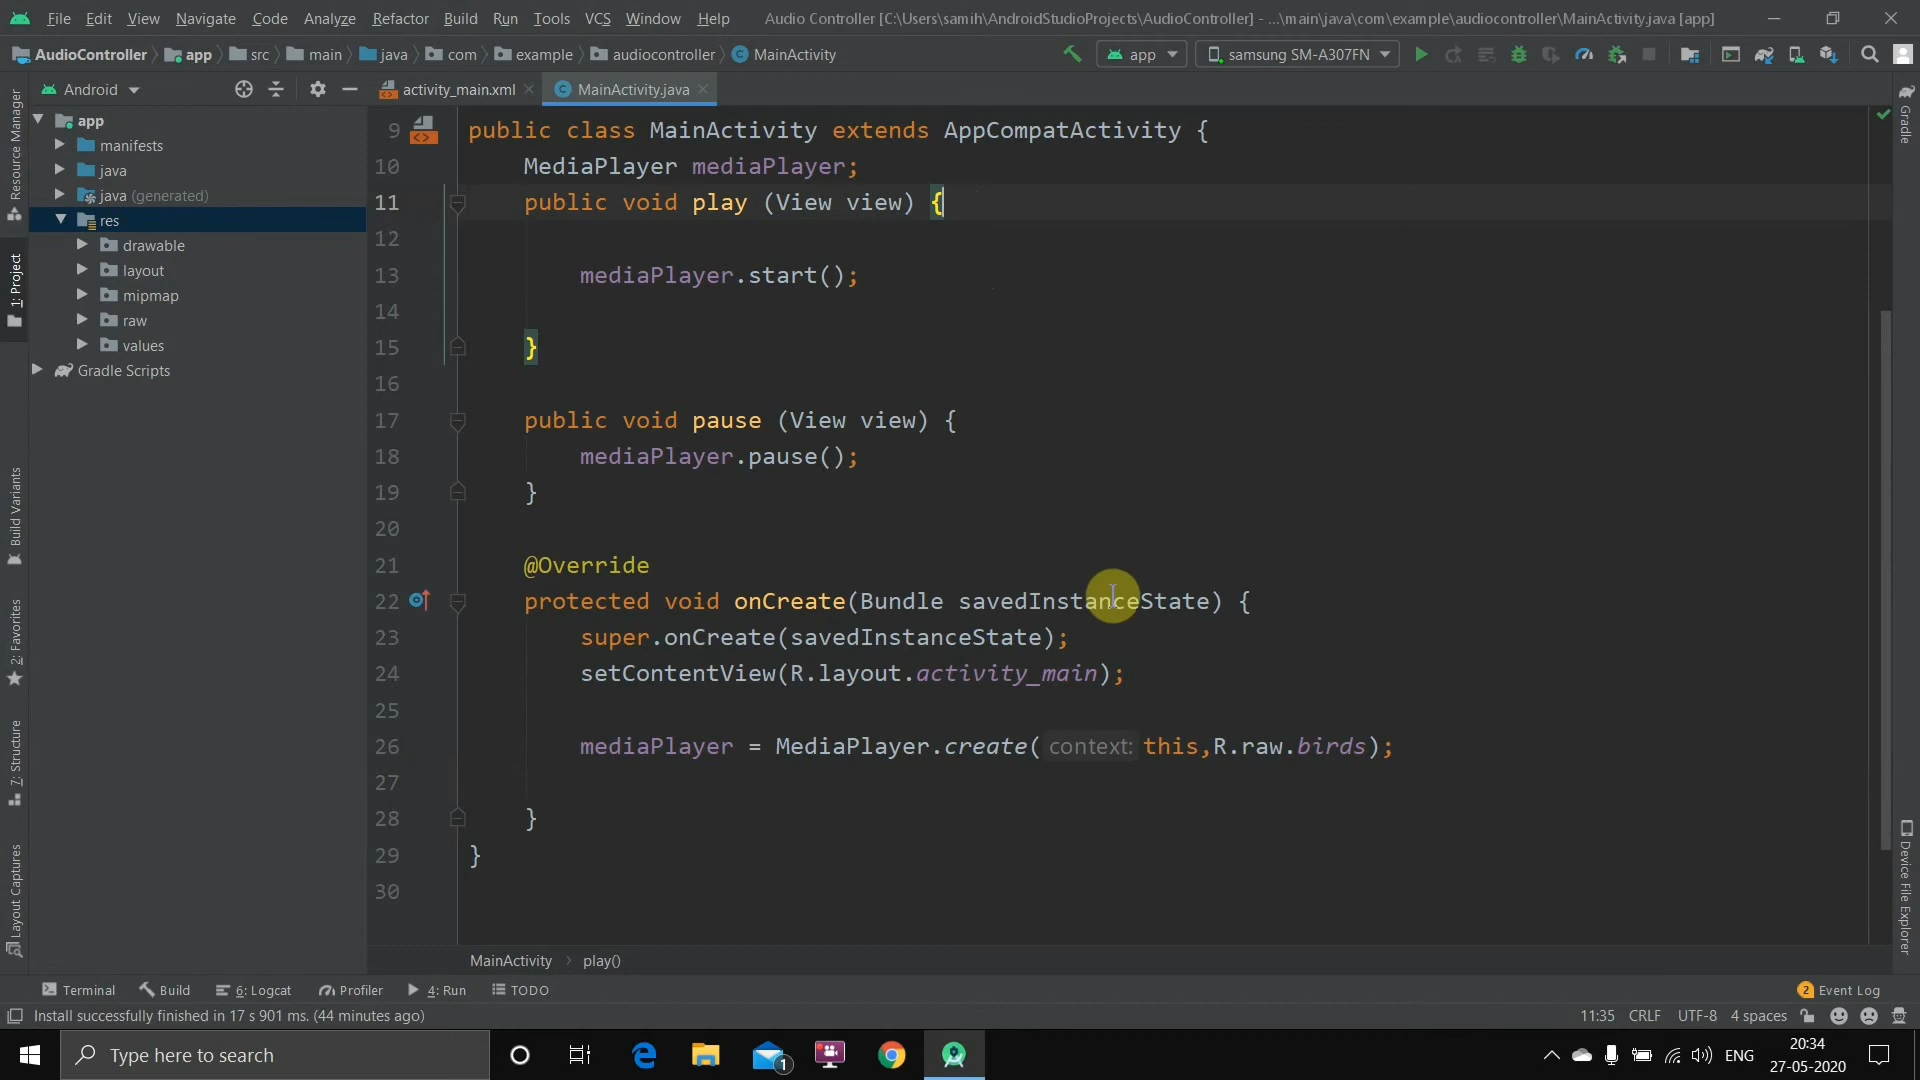 File Edit View Navigate Code Analyze Refactor Build Run Tools VCS Window Help Audio Controller [C:\Users\samih\AndroidStudioProjects\AudioController] - ...\main\java\com\example\audiocontroller\MainActivity.java [app]
AudioController app src main java com example audiocontroller MainActivity app samsung SM-A307FN
Android activity_main.xml MainActivity.java
app
manifests
java
java (generated)
res
drawable
layout
mipmap
raw
values
Gradle Scripts
Resource Manager
1: Project
Build Variants
2: Favorites
7: Structure
Layout Captures
9 public class MainActivity extends AppCompatActivity {
10 MediaPlayer mediaPlayer;
11 public void play (View view) {
12
13 mediaPlayer.start();
14
15 }
16
17 public void pause (View view) {
18 mediaPlayer.pause();
19 }
20
21 @Override
22 protected void onCreate(Bundle savedInstanceState) {
23 super.onCreate(savedInstanceState);
24 setContentView(R.layout.activity_main);
25
26 mediaPlayer = MediaPlayer.create( context: this,R.raw.birds);
27
28 }
29 }
30
Gradle
Device File Explorer
MainActivity play()
Terminal Build 6: Logcat Profiler 4: Run TODO 2 Event Log
Install successfully finished in 17 s 901 ms. (44 minutes ago) 11:35 CRLF UTF-8 4 spaces
Type here to search 1 ENG 20:34
27-05-2020